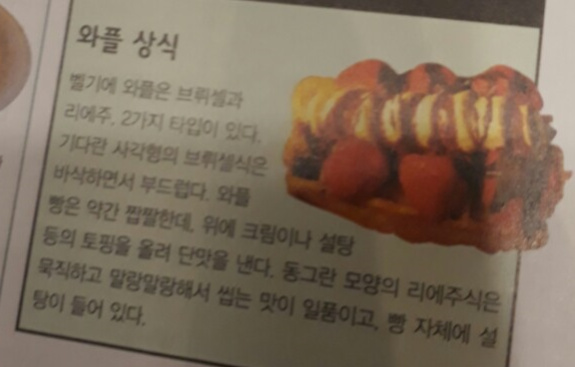 와플 상식
벨기에 와플은 브뤼셀과
리에주, 2가지 타입이 있다.
기다란 사각형의 브뤼셀식은
바삭하면서 부드럽다. 와플
빵은 약간 짭짤한데, 위에 크림이나 설탕
등의 토핑을 올려 단맛을 낸다. 동그란 모양의 리에주식은
묵직하고 말랑말랑해서 씹는 맛이 일품이고, 빵 자체에 설
탕이 들어 있다.